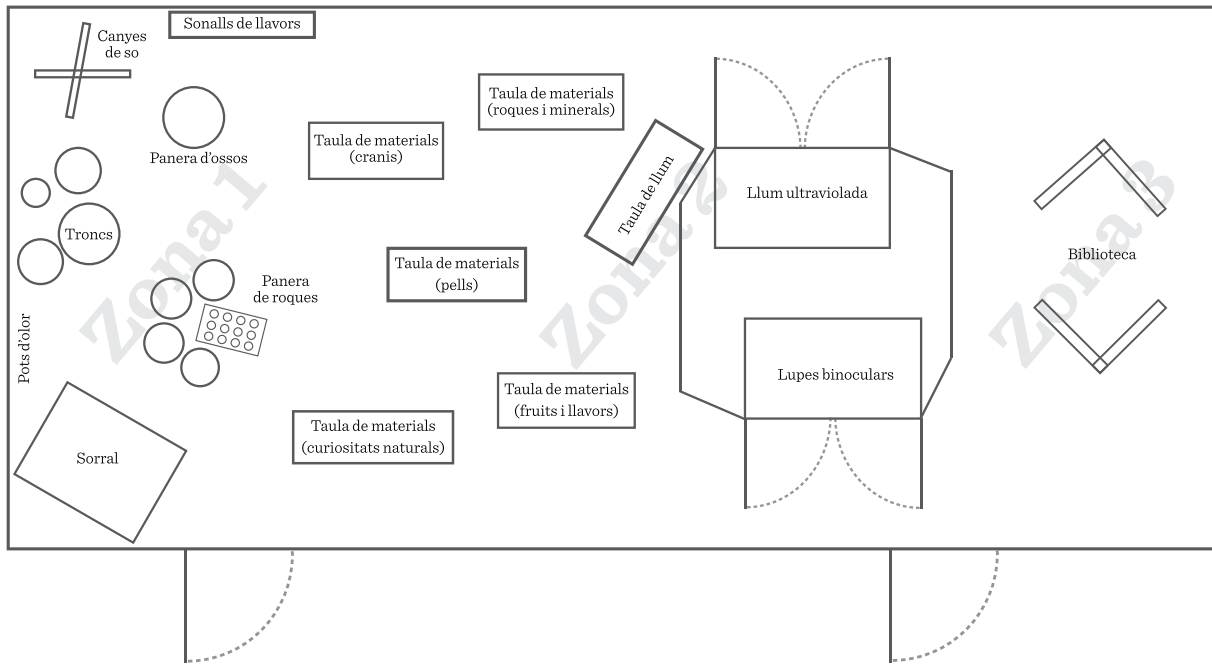 Sonalls de llavors
Canyes
de so
Panera d'ossos
Troncs
Panera
de roques
Pots d'olor
Sorral
Zona 1
Taula de materials
(cranis)
Taula de materials
(roques i minerals)
Taula de materials
(pells)
Taula de materials
(fruits i llavors)
Taula de materials
(curiositats naturals)
Taula de llum
Zona 2
Llum ultraviolada
Lupes binoculars
Biblioteca
Zona 3